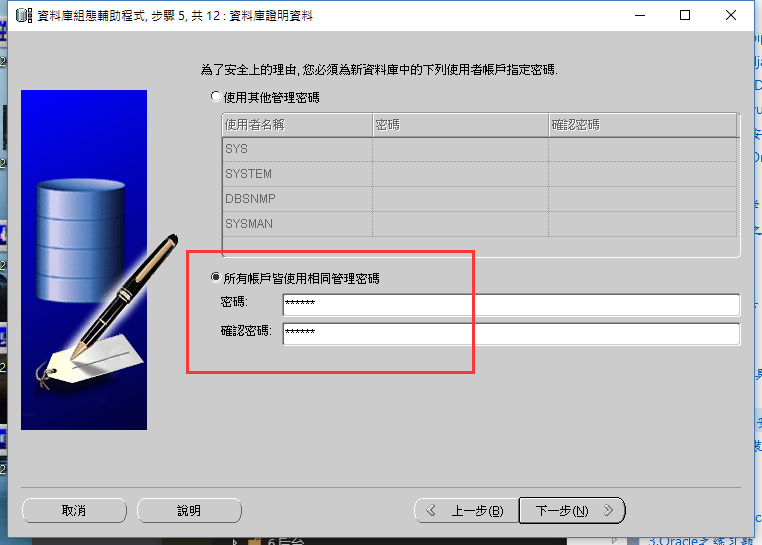 資料庫組態輔助程式, 步驟 5, 共 12 : 資料庫證明資料
為了安全上的理由, 您必須為新資料庫中的下列使用者帳戶指定密碼.
使用其他管理密碼
使用者名稱 密碼 確認密碼
SYS
SYSTEM
DBSNMP
SYSMAN
所有帳戶皆使用相同管理密碼
密碼: ******
確認密碼: ******
取消 說明 上一步(B) 下一步(N)
3.Oracle之練習題